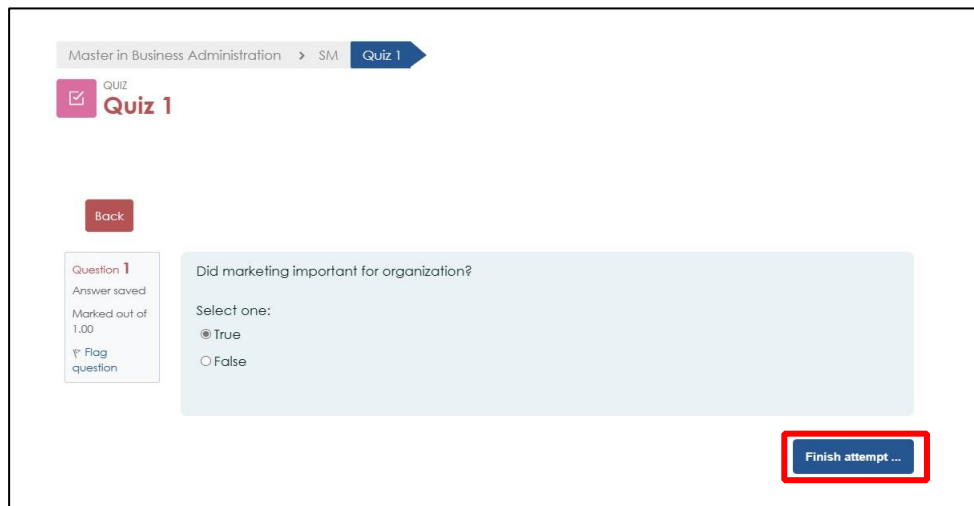 Master in Business Administration > SM Quiz 1
QUIZ
Quiz 1
Back
Question 1
Answer saved
Marked out of
1.00
Flag
question
Did marketing important for organization?
Select one:
True
False
Finish attempt ...